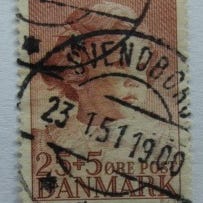 SVENDBORG
23.1.51 19.00
25+5 ØRE POST
DANMARK